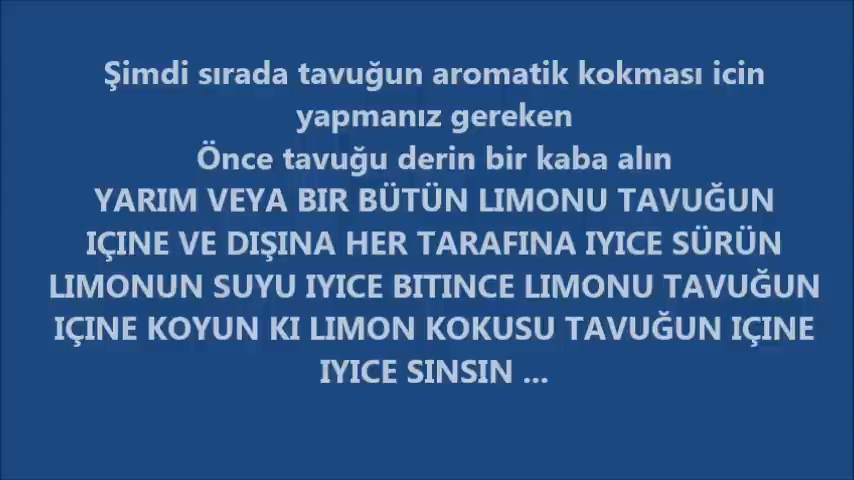 Şimdi sırada tavuğun aromatik kokması icin
yapmanız gereken
Önce tavuğu derin bir kaba alın
YARIM VEYA BIR BÜTÜN LIMONU TAVUĞUN
IÇINE VE DIŞINA HER TARAFINA IYICE SÜRÜN
LIMONUN SUYU IYICE BITINCE LIMONU TAVUĞUN
IÇINE KOYUN KI LIMON KOKUSU TAVUĞUN IÇINE
IYICE SINSIN ...